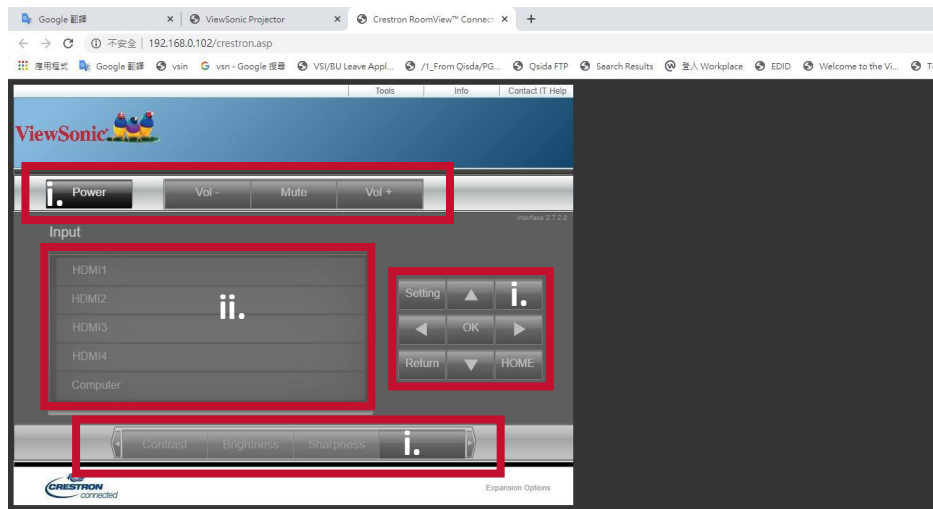 Google 翻譯 ViewSonic Projector Crestron RoomView™ Connect
不安全 | 192.168.0.102/crestron.asp
應用程式 Google 翻譯 vsin vsn - Google 搜尋 VSI/BU Leave Appl... /1_From Qisda/PG... Qsida FTP Search Results 登入 Workplace EDID Welcome to the Vi...
Tools Info Contact IT Help
ViewSonic
i. Power Vol - Mute Vol +
Interface 2.7.2.8
Input
HDMI1
HDMI2
HDMI3
HDMI4
Computer
ii.
Setting i.
OK
Return HOME
Contrast Brightness Sharpness i.
CRESTRON
connected
Expansion Options